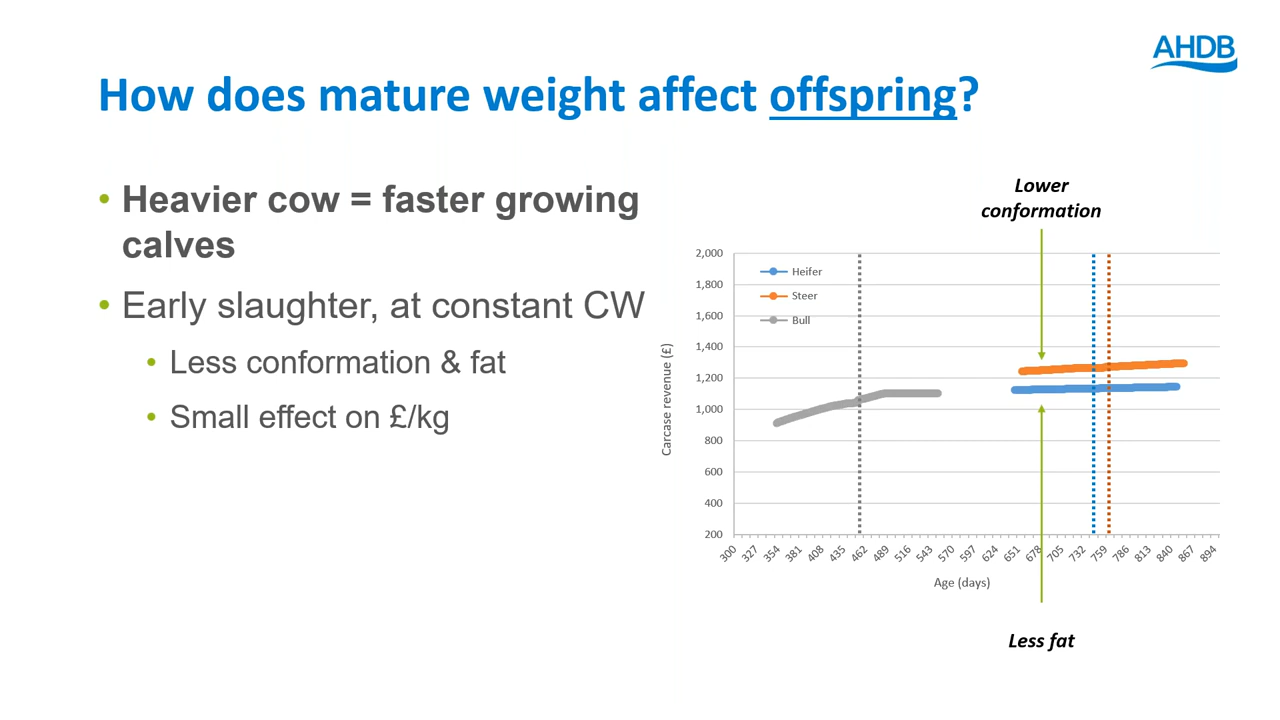 AHDB
How does mature weight affect offspring?
• Heavier cow = faster growing
calves
• Early slaughter, at constant CW
• Less conformation & fat
• Small effect on £/kg
Lower
conformation
2,000
1,800
1,600
1,400
1,200
1,000
800
600
400
200
Heifer
Steer
Bull
Carcase revenue (£)
300 327 354 381 408 435 462 489 516 543 570 597 624 651 678 705 732 759 786 813 840 867 894
Age (days)
Less fat